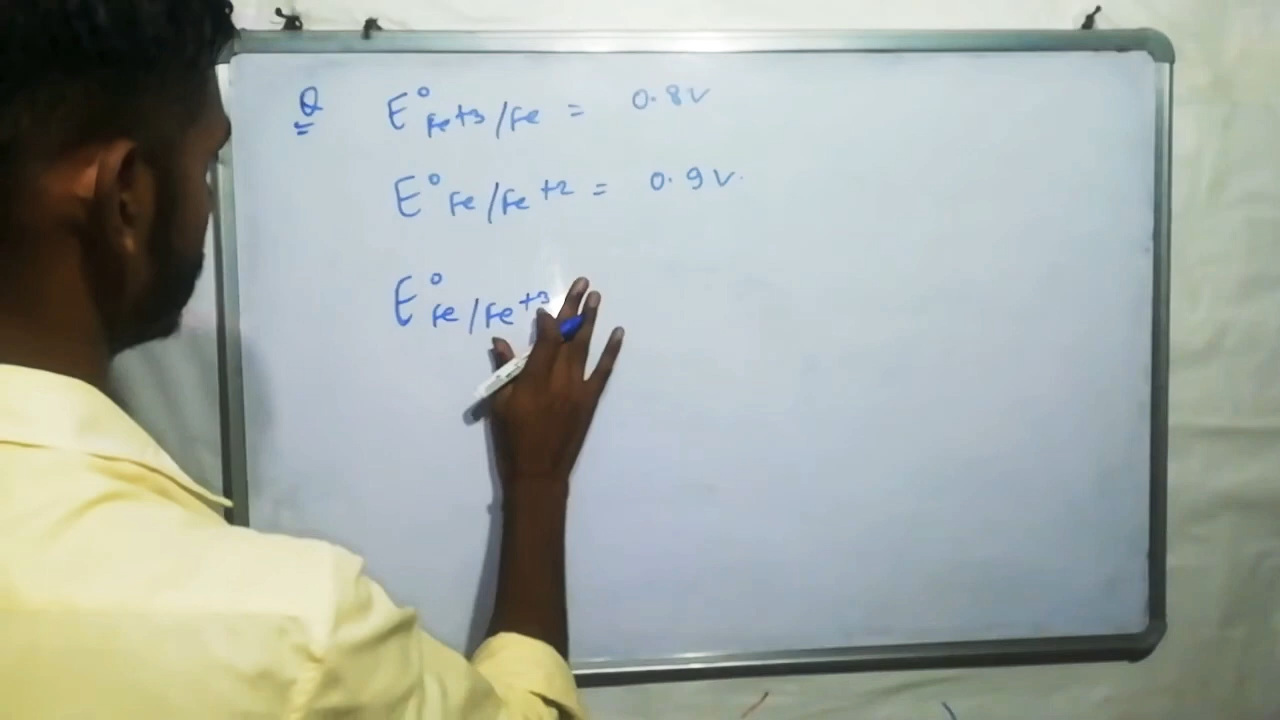 Q E° Fe+3/Fe = 0.8V
E° Fe/Fe+2 = 0.9V.
E° Fe/Fe+3